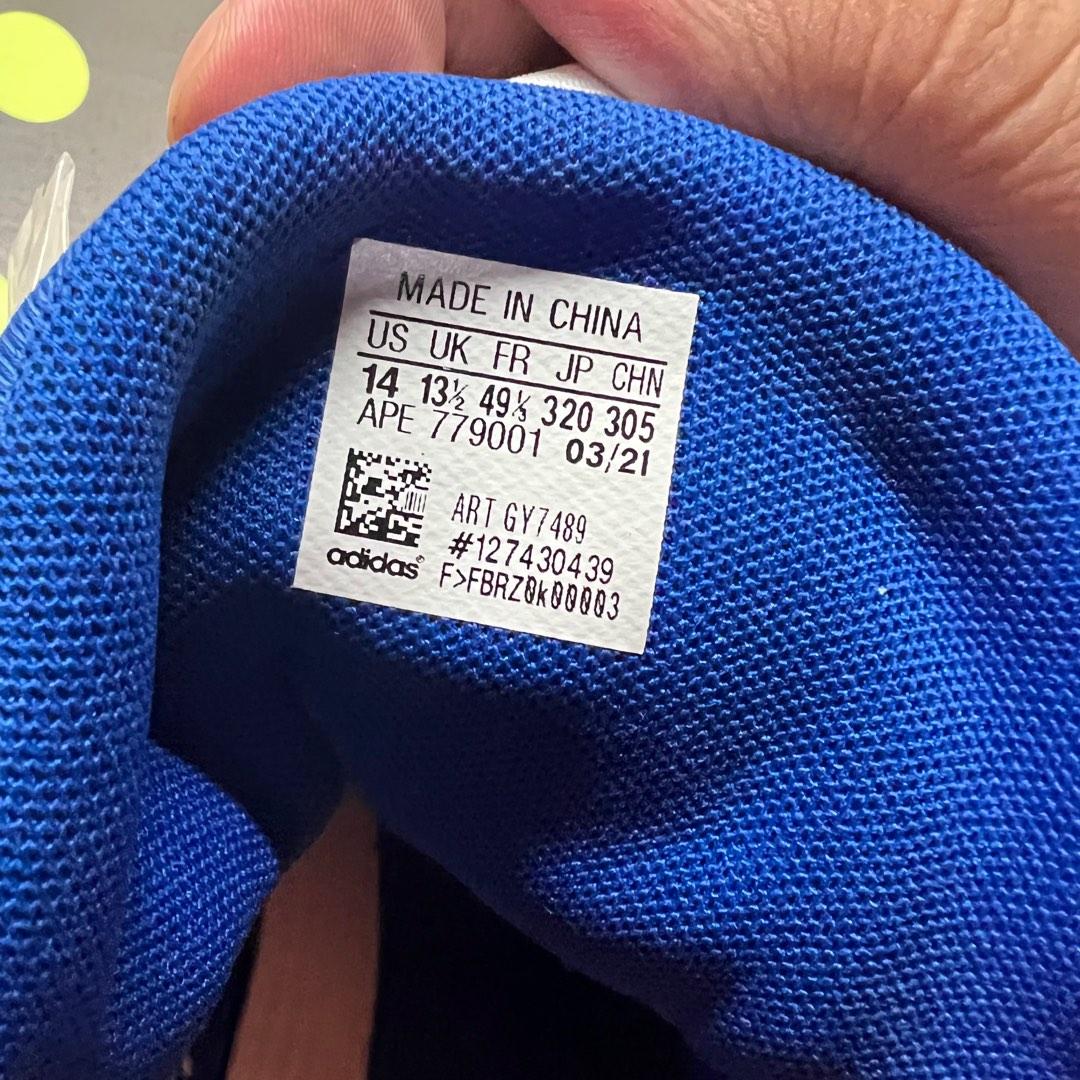 MADE IN CHINA
US UK FR JP CHN
14 13½ 49⅓ 320 305
APE 779001 03/21
ART GY7489
#127430439
adidas®
F>FBRZ0k00003